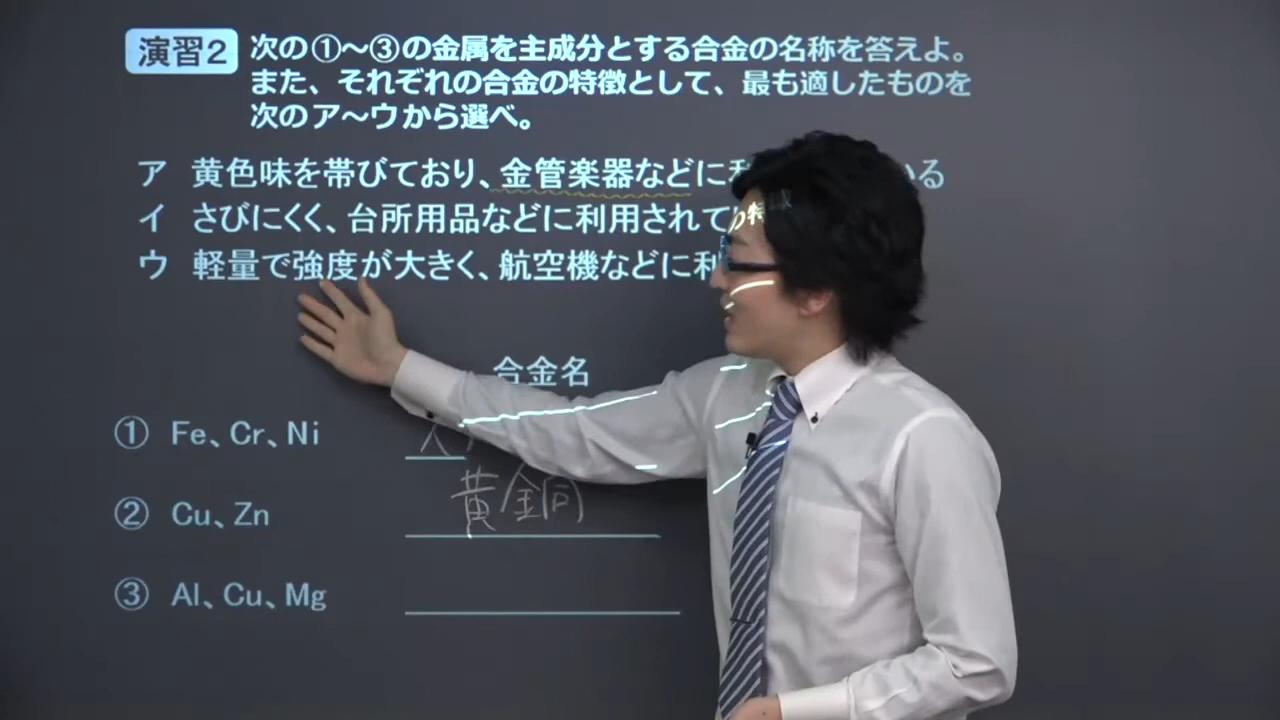 演習2 次の①～③の金属を主成分とする合金の名称を答えよ。
また、それぞれの合金の特徴として、最も適したものを
次のア～ウから選べ。
ア 黄色味を帯びており、金管楽器などに いる
イ さびにくく、台所用品などに利用されて
ウ 軽量で強度が大きく、航空機などに利
合金名
① Fe、Cr、Ni ス
② Cu、Zn 黄銅
③ Al、Cu、Mg